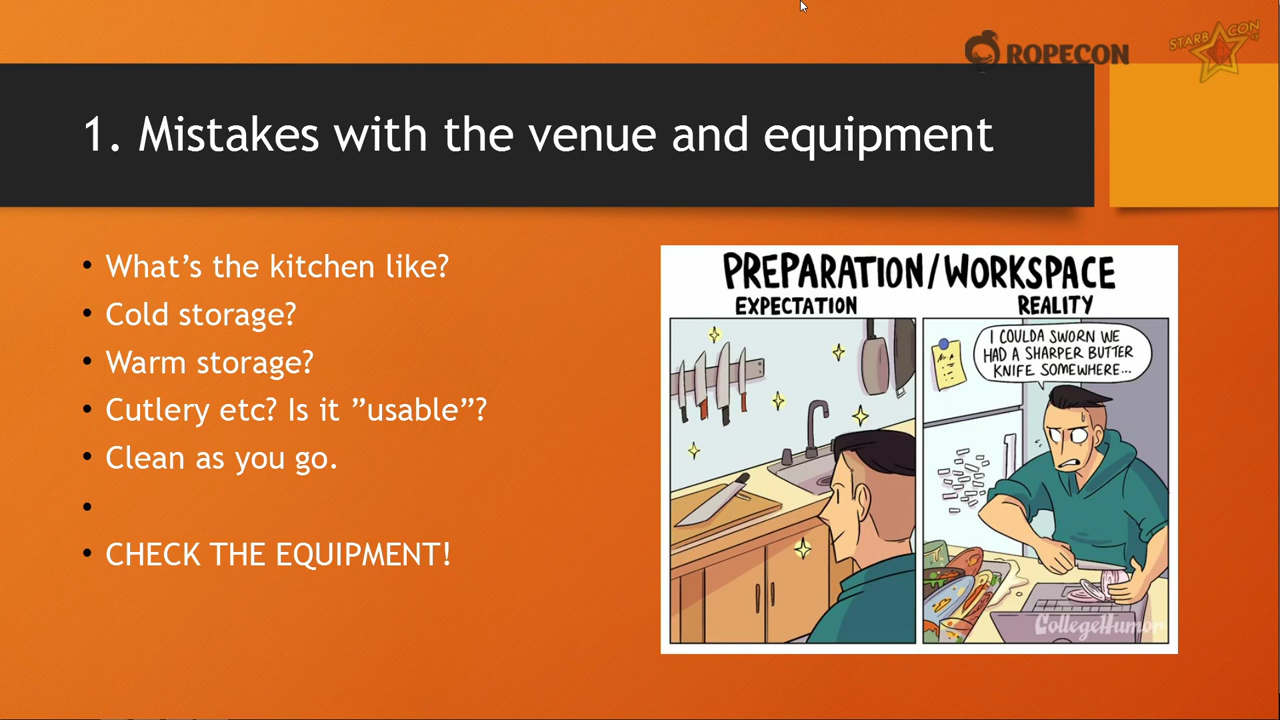 ROPECON
STARBACON
1. Mistakes with the venue and equipment
What’s the kitchen like?
Cold storage?
Warm storage?
Cutlery etc? Is it ”usable”?
Clean as you go.
CHECK THE EQUIPMENT!
PREPARATION/WORKSPACE
EXPECTATION
REALITY
I COULDA SWORN WE
HAD A SHARPER BUTTER
KNIFE SOMEWHERE...
CollegeHumor